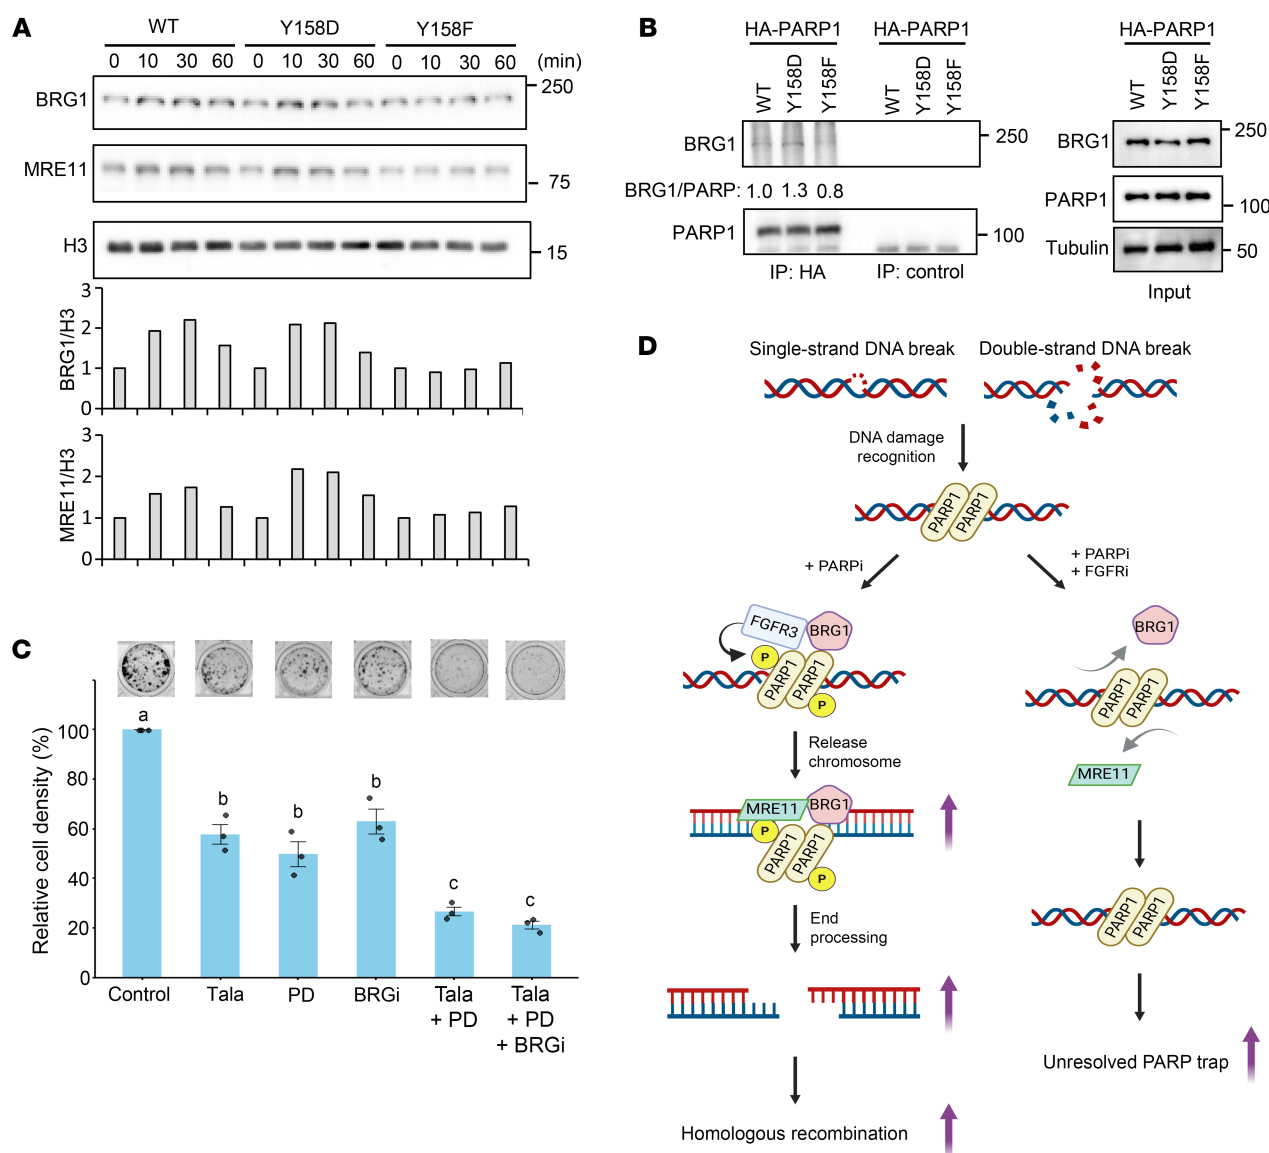 A
WT Y158D Y158F
0 10 30 60 0 10 30 60 0 10 30 60 (min)
BRG1
250
MRE11
75
H3
15
3
2
1
0
BRG1/H3
3
2
1
0
MRE11/H3
B
HA-PARP1 HA-PARP1 HA-PARP1
WT Y158D Y158F WT Y158D Y158F WT Y158D Y158F
BRG1 250
BRG1/PARP: 1.0 1.3 0.8
PARP1 100
IP: HA IP: control
BRG1 250
PARP1 100
Tubulin 50
Input
C
Relative cell density (%)
100
80
60
40
20
0
a
b
b
b
c
c
Control
Tala
PD
BRGi
Tala
+ PD
Tala
+ PD
+ BRGi
D
Single-strand DNA break Double-strand DNA break
DNA damage
recognition
PARP1 PARP1
+ PARPi
+ PARPi
+ FGFRi
FGFR3 BRG1
P
PARP1 PARP1
P
BRG1
PARP1 PARP1
MRE11
Release
chromosome
MRE11 BRG1
P
PARP1 PARP1
P
PARP1 PARP1
End
processing
Unresolved PARP trap
Homologous recombination